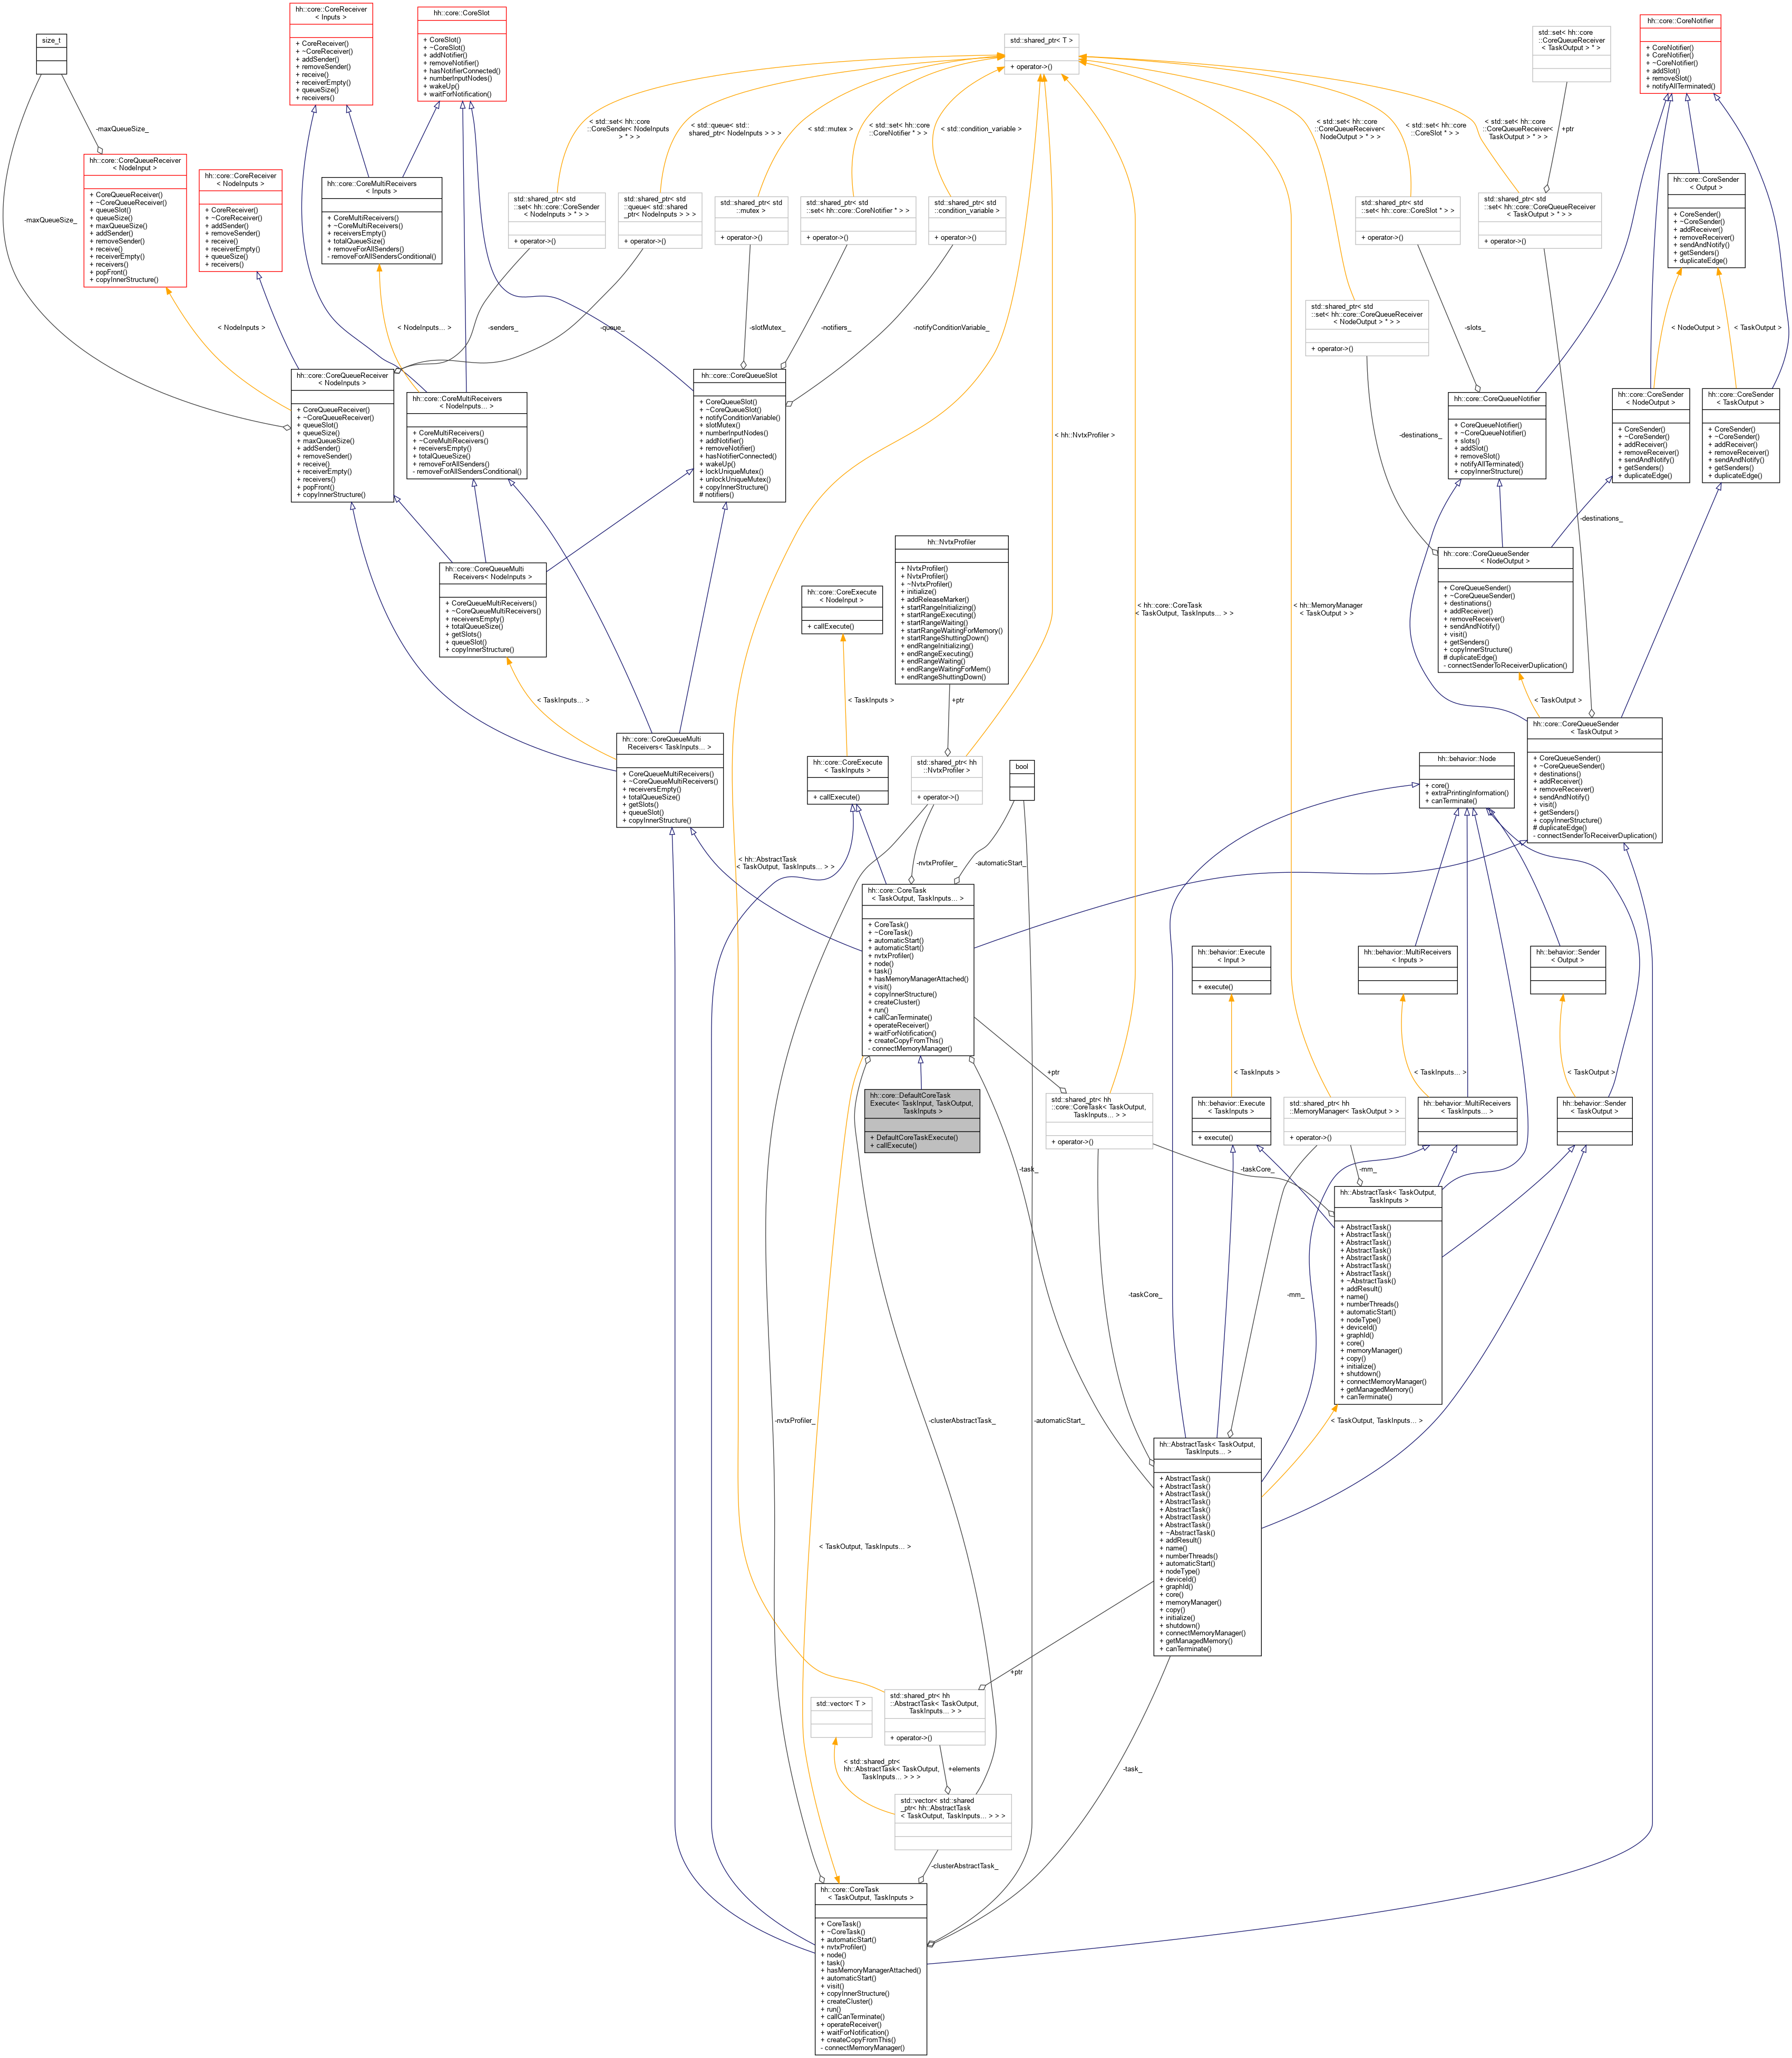 hh::core::CoreReceiver
< Inputs >
+ CoreReceiver()
+ ~CoreReceiver()
+ addSender()
+ removeSender()
+ receive()
+ receiverEmpty()
+ queueSize()
+ receivers()
hh::core::CoreSlot
+ CoreSlot()
+ ~CoreSlot()
+ addNotifier()
+ removeNotifier()
+ hasNotifierConnected()
+ numberInputNodes()
+ wakeUp()
+ waitForNotification()
size_t
std::shared_ptr< T >
+ operator->()
std::set< hh::core
::CoreQueueReceiver
< TaskOutput > * >
hh::core::CoreNotifier
+ CoreNotifier()
+ CoreNotifier()
+ ~CoreNotifier()
+ addSlot()
+ removeSlot()
+ notifyAllTerminated()
-maxQueueSize_
< std::set< hh::core
::CoreSender< NodeInputs
> * > >
< std::queue< std::
shared_ptr< NodeInputs > > >
< std::mutex >
< std::set< hh::core
::CoreNotifier * > >
< std::condition_variable >
< std::set< hh::core
::CoreQueueReceiver<
NodeOutput > * > >
< std::set< hh::core
::CoreSlot * > >
< std::set< hh::core
::CoreQueueReceiver<
TaskOutput > * > >
+ptr
hh::core::CoreQueueReceiver
< NodeInput >
+ CoreQueueReceiver()
+ ~CoreQueueReceiver()
+ queueSlot()
+ queueSize()
+ maxQueueSize()
+ addSender()
+ removeSender()
+ receive()
+ receiverEmpty()
+ receivers()
+ popFront()
+ copyInnerStructure()
hh::core::CoreReceiver
< NodeInputs >
+ CoreReceiver()
+ ~CoreReceiver()
+ addSender()
+ removeSender()
+ receive()
+ receiverEmpty()
+ queueSize()
+ receivers()
hh::core::CoreMultiReceivers
< Inputs >
+ CoreMultiReceivers()
+ ~CoreMultiReceivers()
+ receiversEmpty()
+ totalQueueSize()
+ removeForAllSenders()
- removeForAllSendersConditional()
std::shared_ptr< std
::set< hh::core::CoreSender
< NodeInputs > * > >
+ operator->()
std::shared_ptr< std
::queue< std::shared
_ptr< NodeInputs > > >
+ operator->()
std::shared_ptr< std
::mutex >
+ operator->()
std::shared_ptr< std
::set< hh::core::CoreNotifier * > >
+ operator->()
std::shared_ptr< std
::condition_variable >
+ operator->()
std::shared_ptr< std
::set< hh::core::CoreSlot * > >
+ operator->()
std::shared_ptr< std
::set< hh::core::CoreQueueReceiver
< TaskOutput > * > >
+ operator->()
hh::core::CoreSender
< Output >
+ CoreSender()
+ ~CoreSender()
+ addReceiver()
+ removeReceiver()
+ sendAndNotify()
+ getSenders()
+ duplicateEdge()
-maxQueueSize_
std::shared_ptr< std
::set< hh::core::CoreQueueReceiver
< NodeOutput > * > >
+ operator->()
< NodeInputs >
< NodeInputs... >
-senders_
-queue_
-slotMutex_
-notifiers_
-notifyConditionVariable_
-slots_
< NodeOutput >
< TaskOutput >
hh::core::CoreQueueReceiver
< NodeInputs >
+ CoreQueueReceiver()
+ ~CoreQueueReceiver()
+ queueSlot()
+ queueSize()
+ maxQueueSize()
+ addSender()
+ removeSender()
+ receive()
+ receiverEmpty()
+ receivers()
+ popFront()
+ copyInnerStructure()
hh::core::CoreMultiReceivers
< NodeInputs... >
+ CoreMultiReceivers()
+ ~CoreMultiReceivers()
+ receiversEmpty()
+ totalQueueSize()
+ removeForAllSenders()
- removeForAllSendersConditional()
hh::core::CoreQueueSlot
+ CoreQueueSlot()
+ ~CoreQueueSlot()
+ notifyConditionVariable()
+ slotMutex()
+ numberInputNodes()
+ addNotifier()
+ removeNotifier()
+ hasNotifierConnected()
+ wakeUp()
+ lockUniqueMutex()
+ unlockUniqueMutex()
+ copyInnerStructure()
# notifiers()
< hh::NvtxProfiler >
-destinations_
hh::core::CoreQueueNotifier
+ CoreQueueNotifier()
+ ~CoreQueueNotifier()
+ slots()
+ addSlot()
+ removeSlot()
+ notifyAllTerminated()
+ copyInnerStructure()
hh::core::CoreSender
< NodeOutput >
+ CoreSender()
+ ~CoreSender()
+ addReceiver()
+ removeReceiver()
+ sendAndNotify()
+ getSenders()
+ duplicateEdge()
hh::core::CoreSender
< TaskOutput >
+ CoreSender()
+ ~CoreSender()
+ addReceiver()
+ removeReceiver()
+ sendAndNotify()
+ getSenders()
+ duplicateEdge()
-destinations_
hh::core::CoreQueueMulti
Receivers< NodeInputs >
+ CoreQueueMultiReceivers()
+ ~CoreQueueMultiReceivers()
+ receiversEmpty()
+ totalQueueSize()
+ getSlots()
+ queueSlot()
+ copyInnerStructure()
hh::core::CoreExecute
< NodeInput >
+ callExecute()
hh::NvtxProfiler
+ NvtxProfiler()
+ NvtxProfiler()
+ ~NvtxProfiler()
+ initialize()
+ addReleaseMarker()
+ startRangeInitializing()
+ startRangeExecuting()
+ startRangeWaiting()
+ startRangeWaitingForMemory()
+ startRangeShuttingDown()
+ endRangeInitializing()
+ endRangeExecuting()
+ endRangeWaiting()
+ endRangeWaitingForMem()
+ endRangeShuttingDown()
< hh::core::CoreTask
< TaskOutput, TaskInputs... > >
< hh::MemoryManager
< TaskOutput > >
hh::core::CoreQueueSender
< NodeOutput >
+ CoreQueueSender()
+ ~CoreQueueSender()
+ destinations()
+ addReceiver()
+ removeReceiver()
+ sendAndNotify()
+ visit()
+ getSenders()
+ copyInnerStructure()
# duplicateEdge()
- connectSenderToReceiverDuplication()
< TaskInputs... >
< TaskInputs >
+ptr
< TaskOutput >
hh::core::CoreQueueMulti
Receivers< TaskInputs... >
+ CoreQueueMultiReceivers()
+ ~CoreQueueMultiReceivers()
+ receiversEmpty()
+ totalQueueSize()
+ getSlots()
+ queueSlot()
+ copyInnerStructure()
hh::core::CoreExecute
< TaskInputs >
+ callExecute()
std::shared_ptr< hh
::NvtxProfiler >
+ operator->()
bool
hh::behavior::Node
+ core()
+ extraPrintingInformation()
+ canTerminate()
hh::core::CoreQueueSender
< TaskOutput >
+ CoreQueueSender()
+ ~CoreQueueSender()
+ destinations()
+ addReceiver()
+ removeReceiver()
+ sendAndNotify()
+ visit()
+ getSenders()
+ copyInnerStructure()
# duplicateEdge()
- connectSenderToReceiverDuplication()
< hh::AbstractTask
< TaskOutput, TaskInputs... > >
-nvtxProfiler_
-automaticStart_
hh::core::CoreTask
< TaskOutput, TaskInputs... >
+ CoreTask()
+ ~CoreTask()
+ automaticStart()
+ automaticStart()
+ nvtxProfiler()
+ node()
+ task()
+ hasMemoryManagerAttached()
+ visit()
+ copyInnerStructure()
+ createCluster()
+ run()
+ callCanTerminate()
+ operateReceiver()
+ waitForNotification()
+ createCopyFromThis()
- connectMemoryManager()
hh::behavior::Execute
< Input >
+ execute()
hh::behavior::MultiReceivers
< Inputs >
hh::behavior::Sender
< Output >
+ptr
< TaskInputs >
< TaskInputs... >
< TaskOutput >
hh::core::DefaultCoreTask
Execute< TaskInput, TaskOutput,
TaskInputs >
+ DefaultCoreTaskExecute()
+ callExecute()
std::shared_ptr< hh
::core::CoreTask< TaskOutput,
TaskInputs... > >
+ operator->()
hh::behavior::Execute
< TaskInputs >
+ execute()
std::shared_ptr< hh
::MemoryManager< TaskOutput > >
+ operator->()
hh::behavior::MultiReceivers
< TaskInputs... >
hh::behavior::Sender
< TaskOutput >
-task_
-taskCore_
-mm_
hh::AbstractTask< TaskOutput,
TaskInputs >
+ AbstractTask()
+ AbstractTask()
+ AbstractTask()
+ AbstractTask()
+ AbstractTask()
+ AbstractTask()
+ AbstractTask()
+ ~AbstractTask()
+ addResult()
+ name()
+ numberThreads()
+ automaticStart()
+ nodeType()
+ deviceId()
+ graphId()
+ core()
+ memoryManager()
+ copy()
+ initialize()
+ shutdown()
+ connectMemoryManager()
+ getManagedMemory()
+ canTerminate()
-taskCore_
-mm_
-nvtxProfiler_
-clusterAbstractTask_
-automaticStart_
< TaskOutput, TaskInputs... >
hh::AbstractTask< TaskOutput,
TaskInputs... >
+ AbstractTask()
+ AbstractTask()
+ AbstractTask()
+ AbstractTask()
+ AbstractTask()
+ AbstractTask()
+ AbstractTask()
+ ~AbstractTask()
+ addResult()
+ name()
+ numberThreads()
+ automaticStart()
+ nodeType()
+ deviceId()
+ graphId()
+ core()
+ memoryManager()
+ copy()
+ initialize()
+ shutdown()
+ connectMemoryManager()
+ getManagedMemory()
+ canTerminate()
< TaskOutput, TaskInputs... >
+ptr
std::vector< T >
std::shared_ptr< hh
::AbstractTask< TaskOutput,
TaskInputs... > >
+ operator->()
< std::shared_ptr<
hh::AbstractTask< TaskOutput,
TaskInputs... > > >
+elements
-task_
std::vector< std::shared
_ptr< hh::AbstractTask
< TaskOutput, TaskInputs... > > >
-clusterAbstractTask_
hh::core::CoreTask
< TaskOutput, TaskInputs >
+ CoreTask()
+ ~CoreTask()
+ automaticStart()
+ nvtxProfiler()
+ node()
+ task()
+ hasMemoryManagerAttached()
+ automaticStart()
+ visit()
+ copyInnerStructure()
+ createCluster()
+ run()
+ callCanTerminate()
+ operateReceiver()
+ waitForNotification()
+ createCopyFromThis()
- connectMemoryManager()